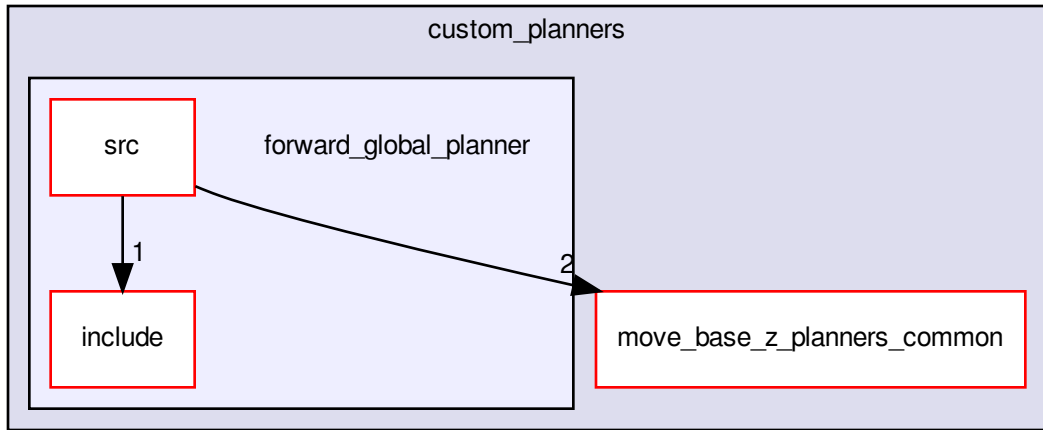 custom_planners
src
forward_global_planner
1
2
include
move_base_z_planners_common